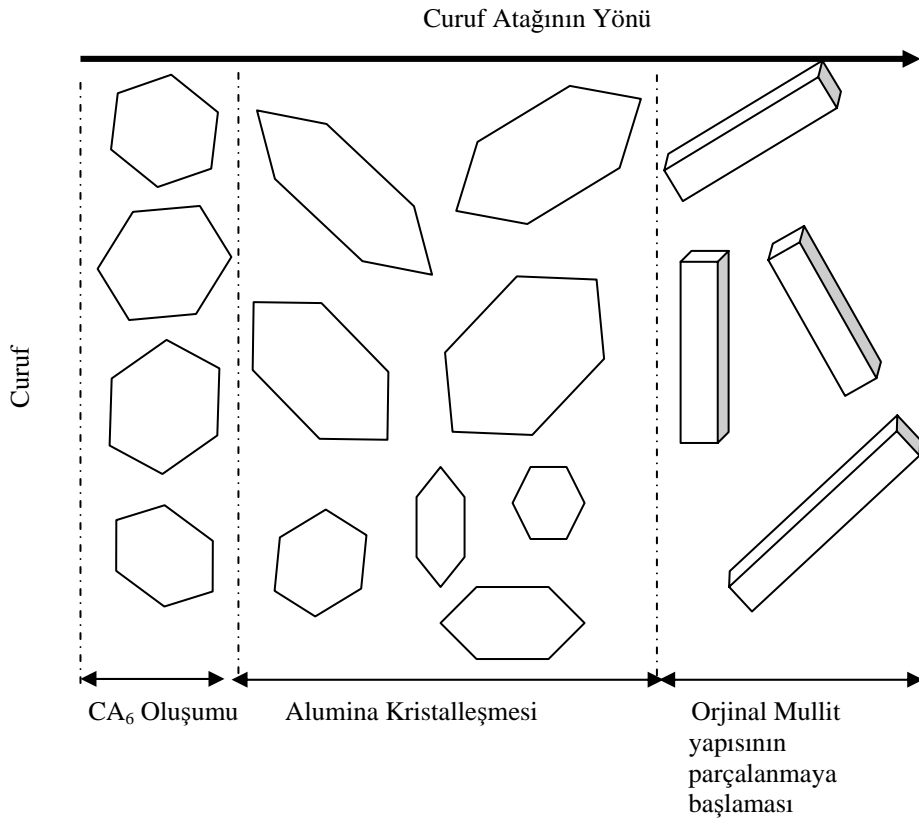 Curuf Atağının Yönü
Curuf
CA₆ Oluşumu
Alumina Kristalleşmesi
Orjinal Mullit
yapısının
parçalanmaya
başlaması